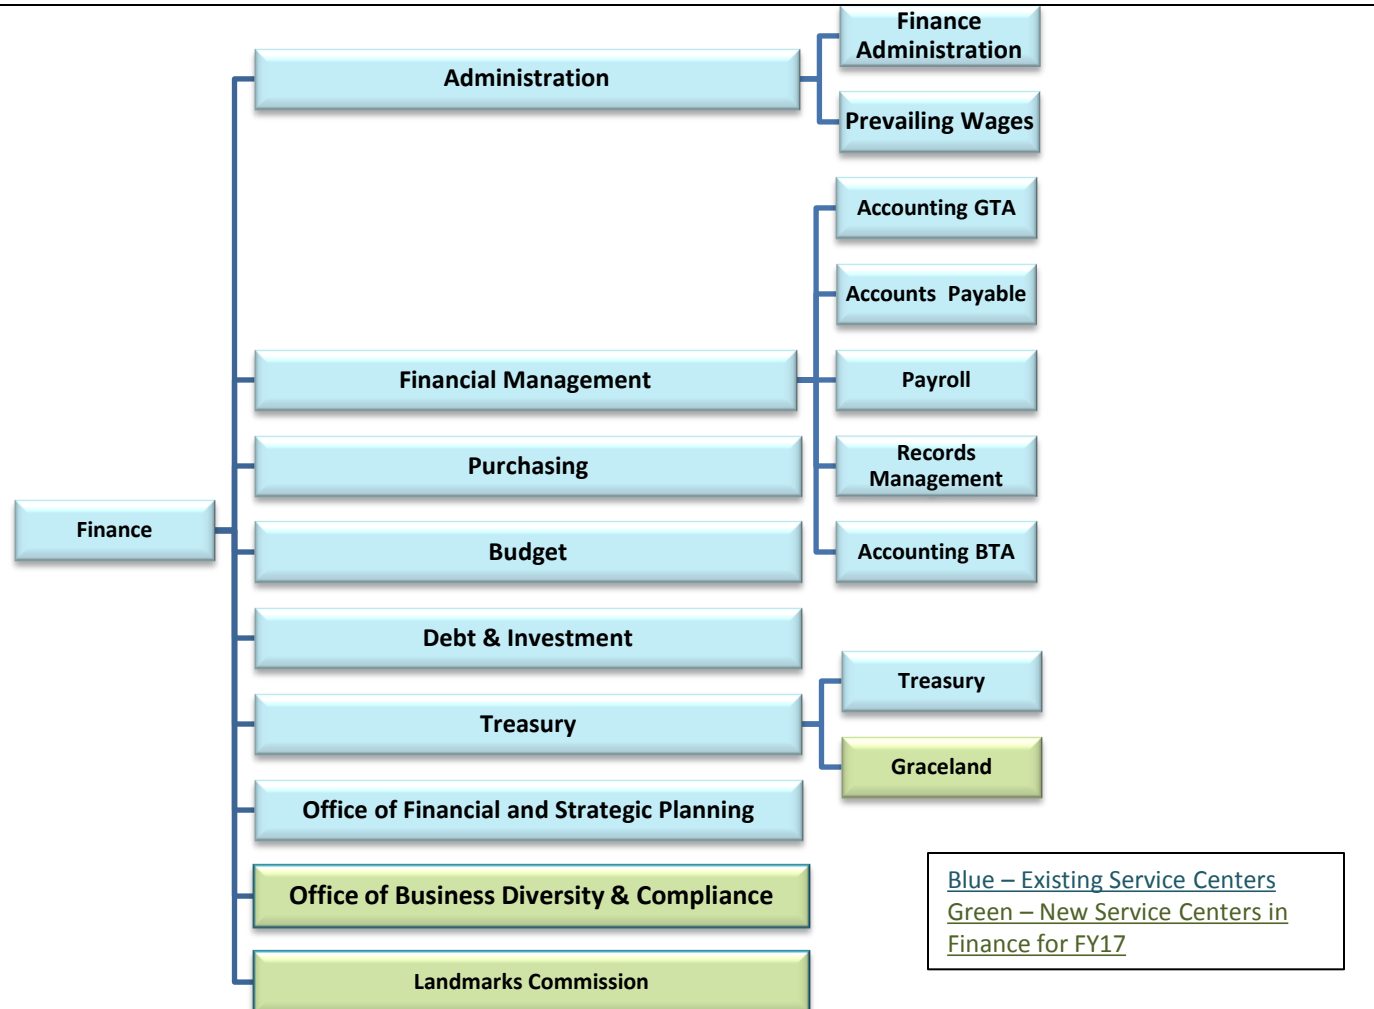 Finance
Administration
Administration
Prevailing Wages
Accounting GTA
Accounts  Payable
Financial Management
Payroll
Purchasing
Records
Management
Finance
Budget
Accounting BTA
Debt & Investment
Treasury
Treasury
Graceland
Office of Financial and Strategic Planning
Office of Business Diversity & Compliance
Landmarks Commission
Blue – Existing Service Centers
Green – New Service Centers in
Finance for FY17